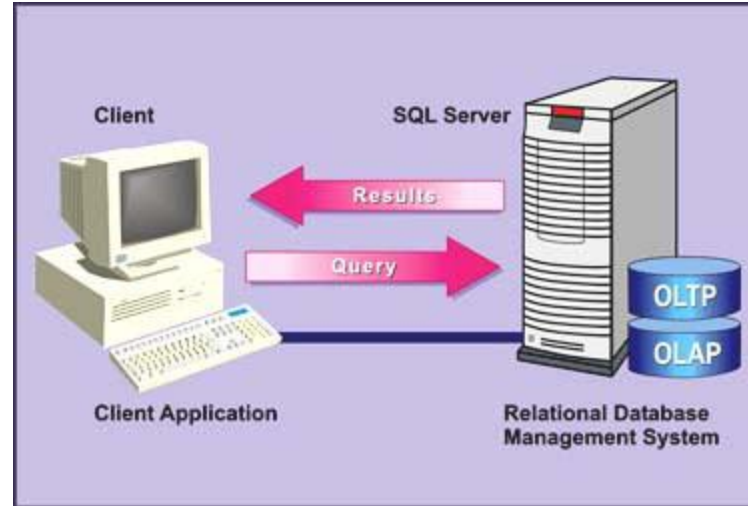 Client
SQL Server
Results
Query
OLTP
OLAP
Client Application
Relational Database
Management System